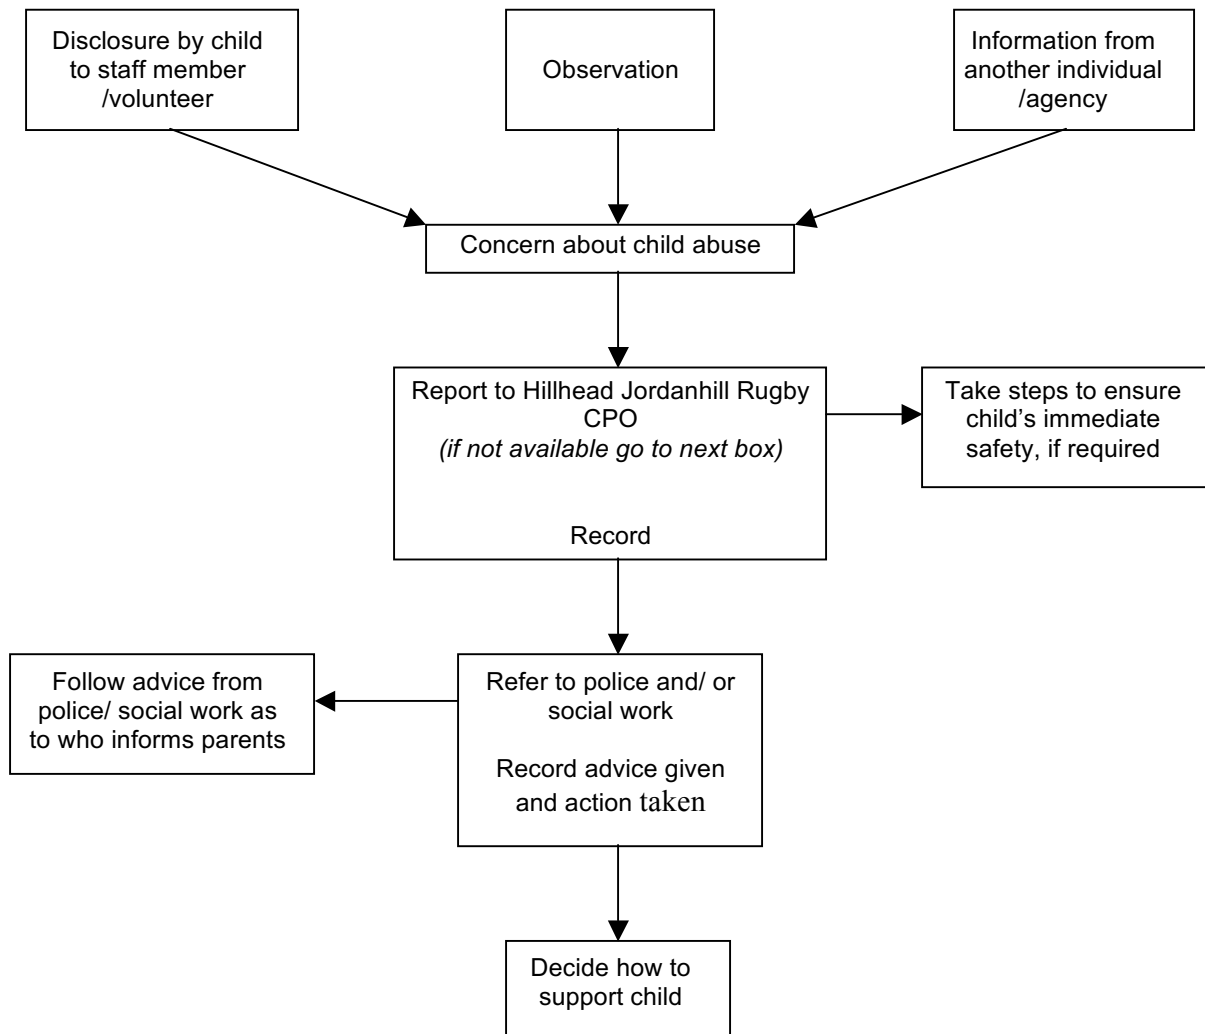 Disclosure by child
to staff member
/volunteer
Observation
Information from
another individual
/agency
Concern about child abuse
Report to Hillhead Jordanhill Rugby
CPO
(if not available go to next box)
Record
Take steps to ensure
child’s immediate
safety, if required
Follow advice from
police/ social work as
to who informs parents
Refer to police and/ or
social work
Record advice given
and action taken
Decide how to
support child